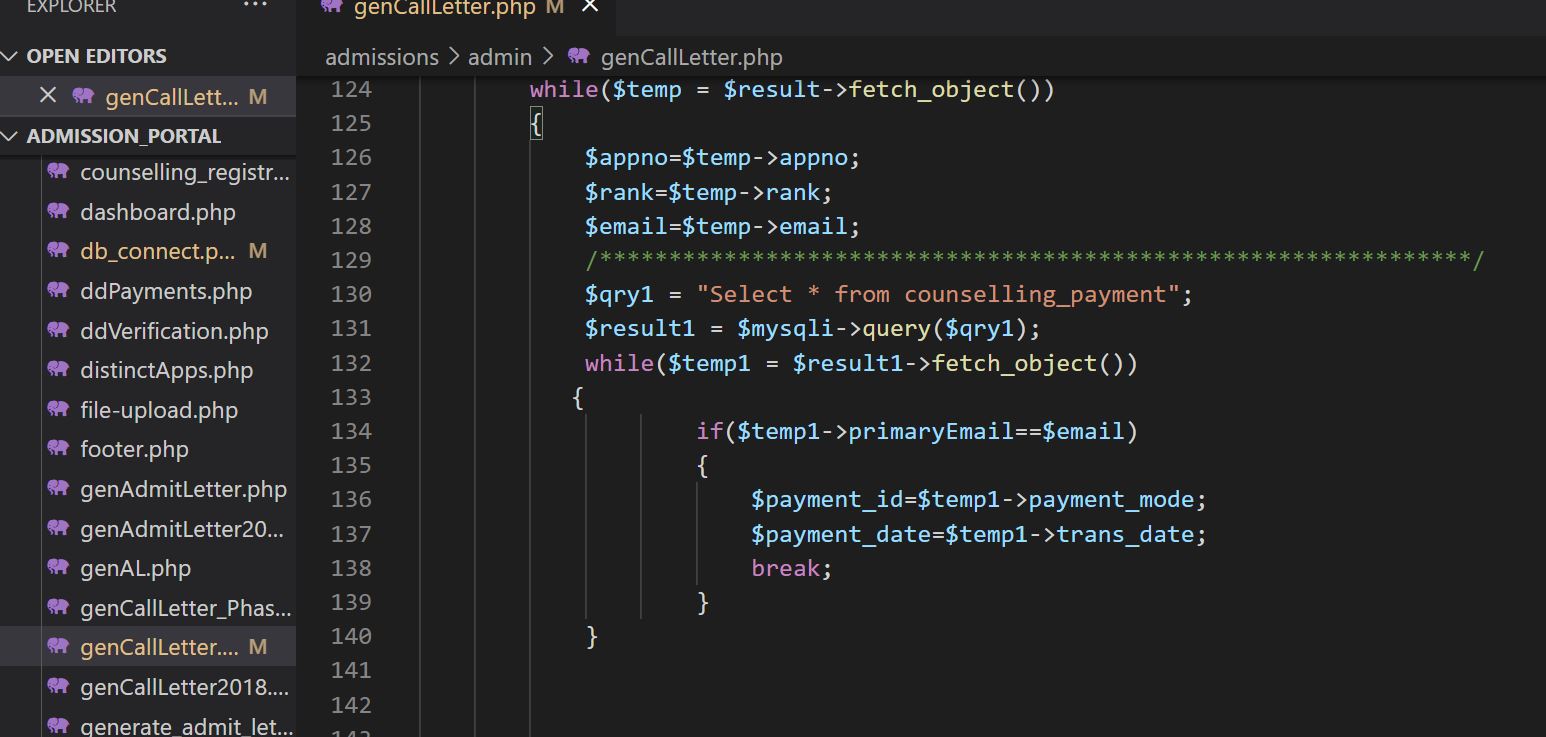 EXPLORER
...
genCallLetter.php M
OPEN EDITORS
genCallLett... M
ADMISSION_PORTAL
counselling_registr...
dashboard.php
db_connect.p... M
ddPayments.php
ddVerification.php
distinctApps.php
file-upload.php
footer.php
genAdmitLetter.php
genAdmitLetter20...
genAL.php
genCallLetter_Phas...
genCallLetter.... M
genCallLetter2018....
generate_admit_let...
admissions > admin > genCallLetter.php
124 while($temp = $result->fetch_object())
125 {
126 $appno=$temp->appno;
127 $rank=$temp->rank;
128 $email=$temp->email;
129 /***************************************************************/
130 $qry1 = "Select * from counselling_payment";
131 $result1 = $mysqli->query($qry1);
132 while($temp1 = $result1->fetch_object())
133 {
134 if($temp1->primaryEmail==$email)
135 {
136 $payment_id=$temp1->payment_mode;
137 $payment_date=$temp1->trans_date;
138 break;
139 }
140 }
141
142